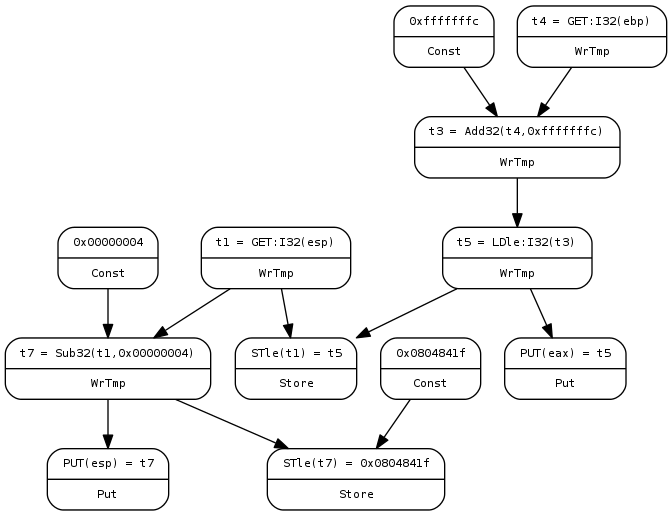 0xfffffffc
Const
t4 = GET:I32(ebp)
WrTmp
t3 = Add32(t4,0xfffffffc)
WrTmp
0x00000004
Const
t1 = GET:I32(esp)
WrTmp
t5 = LDle:I32(t3)
WrTmp
t7 = Sub32(t1,0x00000004)
WrTmp
STle(t1) = t5
Store
0x0804841f
Const
PUT(eax) = t5
Put
PUT(esp) = t7
Put
STle(t7) = 0x0804841f
Store